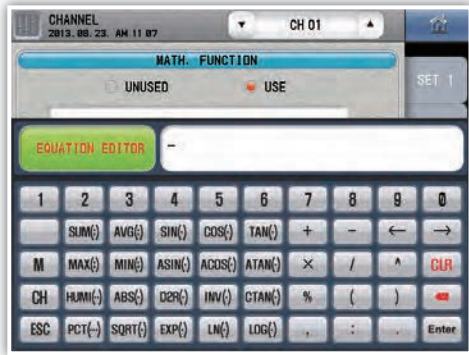 CHANNEL
2013. 08. 23. AM 11 07
CH 01
MATH. FUNCTION
UNUSED USE
SET 1
EQUATION EDITOR -
1 2 3 4 5 6 7 8 9 0
SUM(:) AVG(:) SIN(:) COS(:) TAN(:) + - ← →
M MAX(:) MIN(:) ASIN(:) ACOS(:) ATAN(:) × / ^ CLR
CH HUMI(:) ABS(:) D2R(:) INV(:) CTAN(:) % ( )
ESC PCT(--) SQRT(:) EXP(:) LN(:) LOG(:) , : . Enter